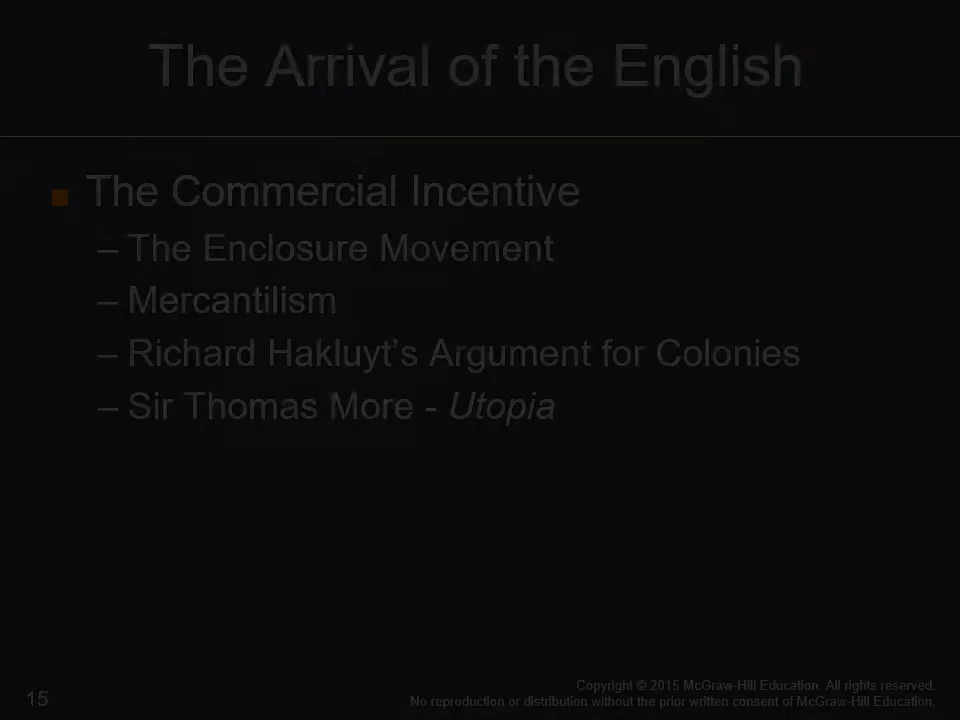 The Arrival of the English
■ The Commercial Incentive
– The Enclosure Movement
– Mercantilism
– Richard Hakluyt’s Argument for Colonies
– Sir Thomas More - Utopia
15
Copyright © 2015 McGraw-Hill Education. All rights reserved.
No reproduction or distribution without the prior written consent of McGraw-Hill Education.